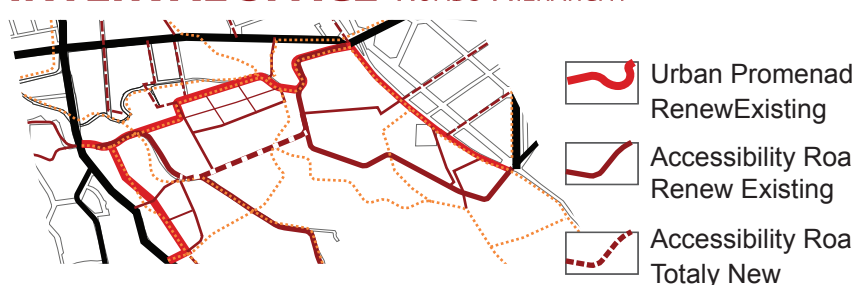 Urban Promenad
RenewExisting
Accessibility Roa
Renew Existing
Accessibility Roa
Totaly New